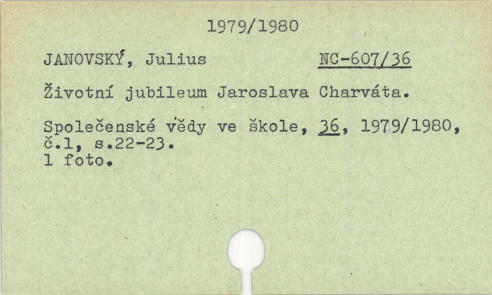 1979/1980
JANOVSKÝ, Julius NC-607/36
Životní jubileum Jaroslava Charváta.
Společenské vědy ve škole, 36, 1979/1980,
č.1, s.22-23.
1 foto.